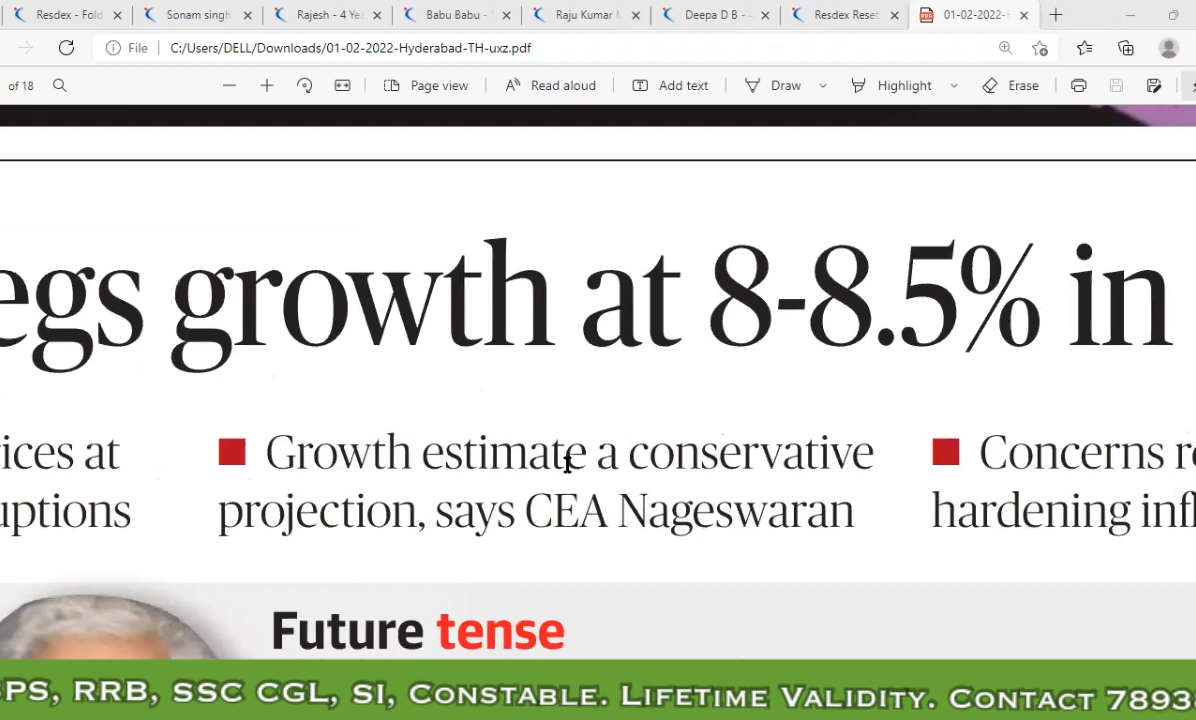 Resdex - Fold
Sonam singh
Rajesh - 4 Yea
Babu Babu -
Raju Kumar
Deepa D B -
Resdex Reset
01-02-2022-
File
C:/Users/DELL/Downloads/01-02-2022-Hyderabad-TH-uxz.pdf
of 18
Page view
Read aloud
Add text
Draw
Highlight
Erase
egs growth at 8-8.5% in
ices at
uptions
Growth estimate a conservative
projection, says CEA Nageswaran
Concerns r
hardening infl
Future tense
PS, RRB, SSC CGL, SI, Constable. Lifetime Validity. Contact 7893